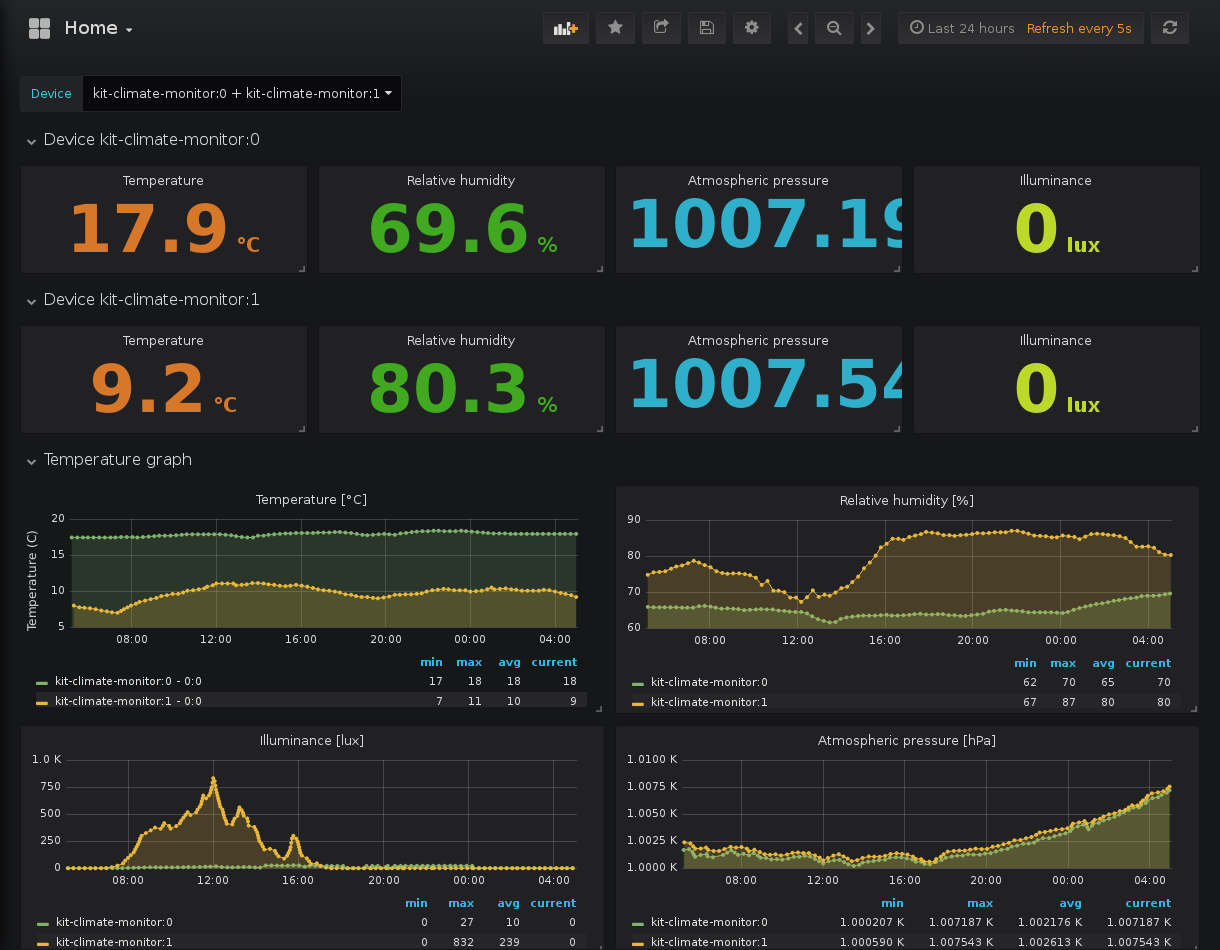 Home
Last 24 hours Refresh every 5s
Device kit-climate-monitor:0 + kit-climate-monitor:1
Device kit-climate-monitor:0
Temperature Relative humidity Atmospheric pressure Illuminance
17.9 °C 69.6 % 1007.19 0 lux
Device kit-climate-monitor:1
Temperature Relative humidity Atmospheric pressure Illuminance
9.2 °C 80.3 % 1007.54 0 lux
Temperature graph
Temperature [°C]
Temperature (C)
20
15
10
5
08:00 12:00 16:00 20:00 00:00 04:00
min max avg current
kit-climate-monitor:0 - 0:0 17 18 18 18
kit-climate-monitor:1 - 0:0 7 11 10 9
Relative humidity [%]
90
80
70
60
08:00 12:00 16:00 20:00 00:00 04:00
min max avg current
kit-climate-monitor:0 62 70 65 70
kit-climate-monitor:1 67 87 80 80
Illuminance [lux]
1.0 K
750
500
250
0
08:00 12:00 16:00 20:00 00:00 04:00
min max avg current
kit-climate-monitor:0 0 27 10 0
kit-climate-monitor:1 0 832 239 0
Atmospheric pressure [hPa]
1.0100 K
1.0075 K
1.0050 K
1.0025 K
1.0000 K
08:00 12:00 16:00 20:00 00:00 04:00
min max avg current
kit-climate-monitor:0 1.000207 K 1.007187 K 1.002176 K 1.007187 K
kit-climate-monitor:1 1.000590 K 1.007543 K 1.002613 K 1.007543 K